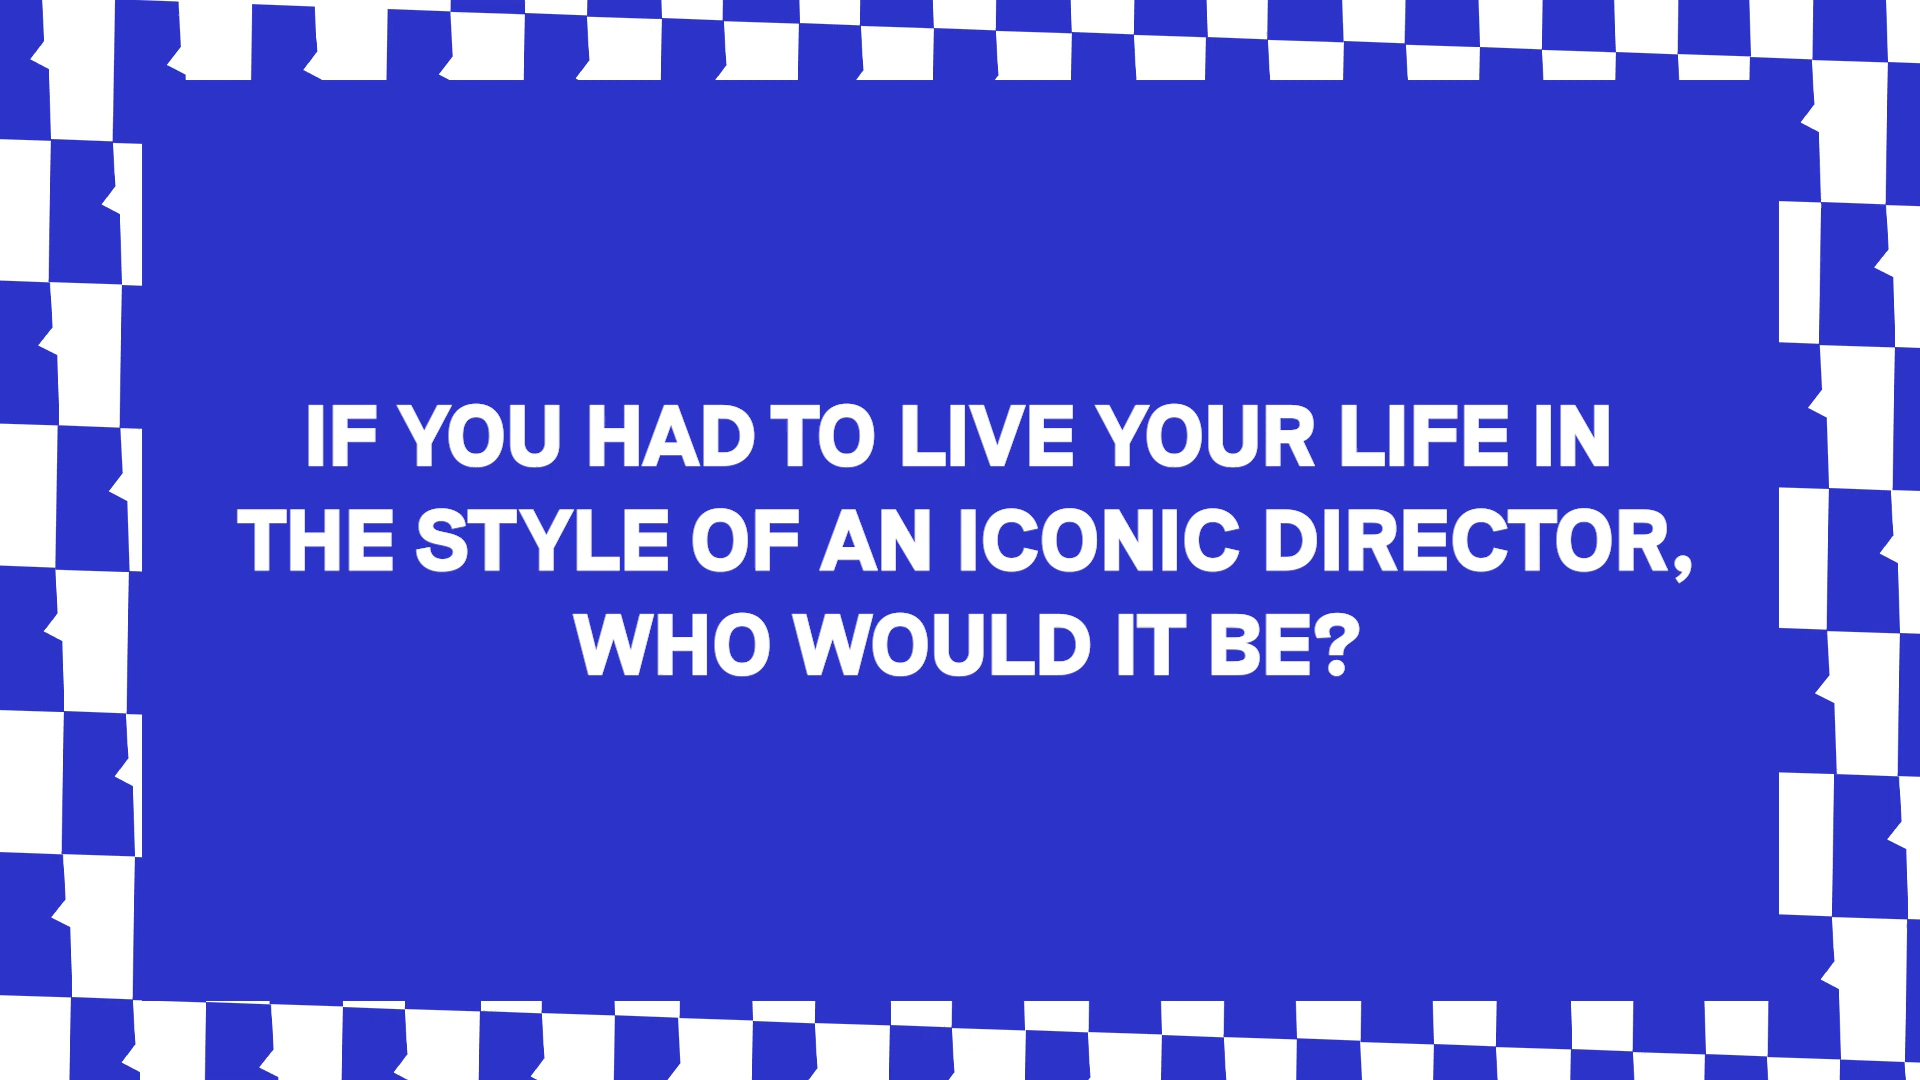 IF YOU HAD TO LIVE YOUR LIFE IN
THE STYLE OF AN ICONIC DIRECTOR,
WHO WOULD IT BE?